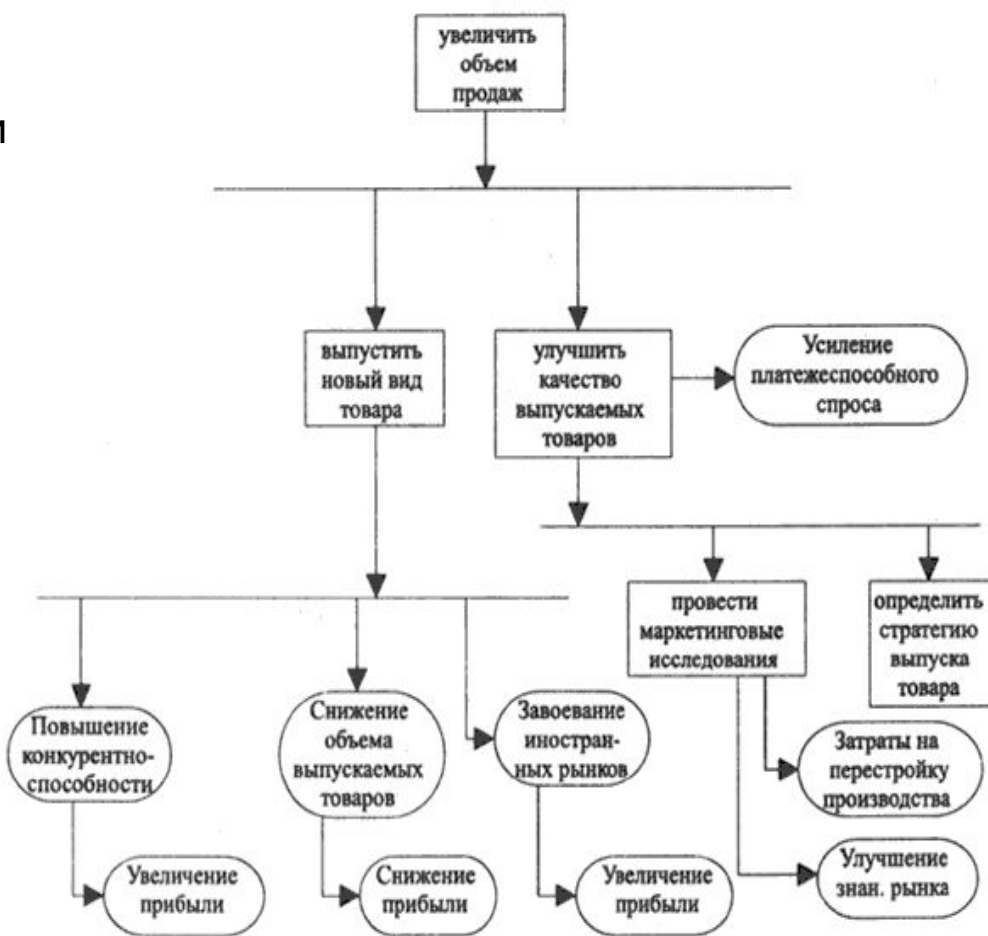 увеличить
объем
продаж
и
выпустить
новый вид
товара
улучшить
качество
выпускаемых
товаров
Усиление
платежеспособного
спроса
провести
маркетинговые
исследования
определить
стратегию
выпуска
товара
Повышение
конкурентно-
способности
Снижение
объема
выпускаемых
товаров
Завоевание
иностран-
ных рынков
Затраты на
перестройку
производства
Увеличение
прибыли
Снижение
прибыли
Увеличение
прибыли
Улучшение
знан. рынка